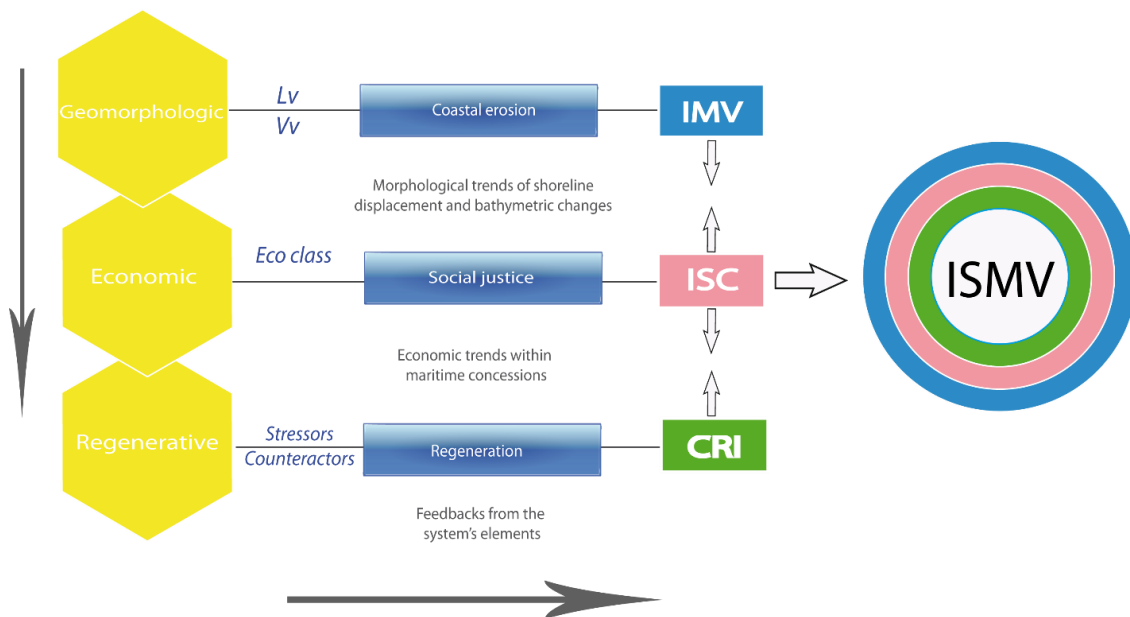 Geomorphologic
Lv
Vv
Coastal erosion
IMV
Morphological trends of shoreline
displacement and bathymetric changes
Economic
Eco class
Social justice
ISC
ISMV
Economic trends within
maritime concessions
Regenerative
Stressors
Counteractors
Regeneration
CRI
Feedbacks from the
system's elements